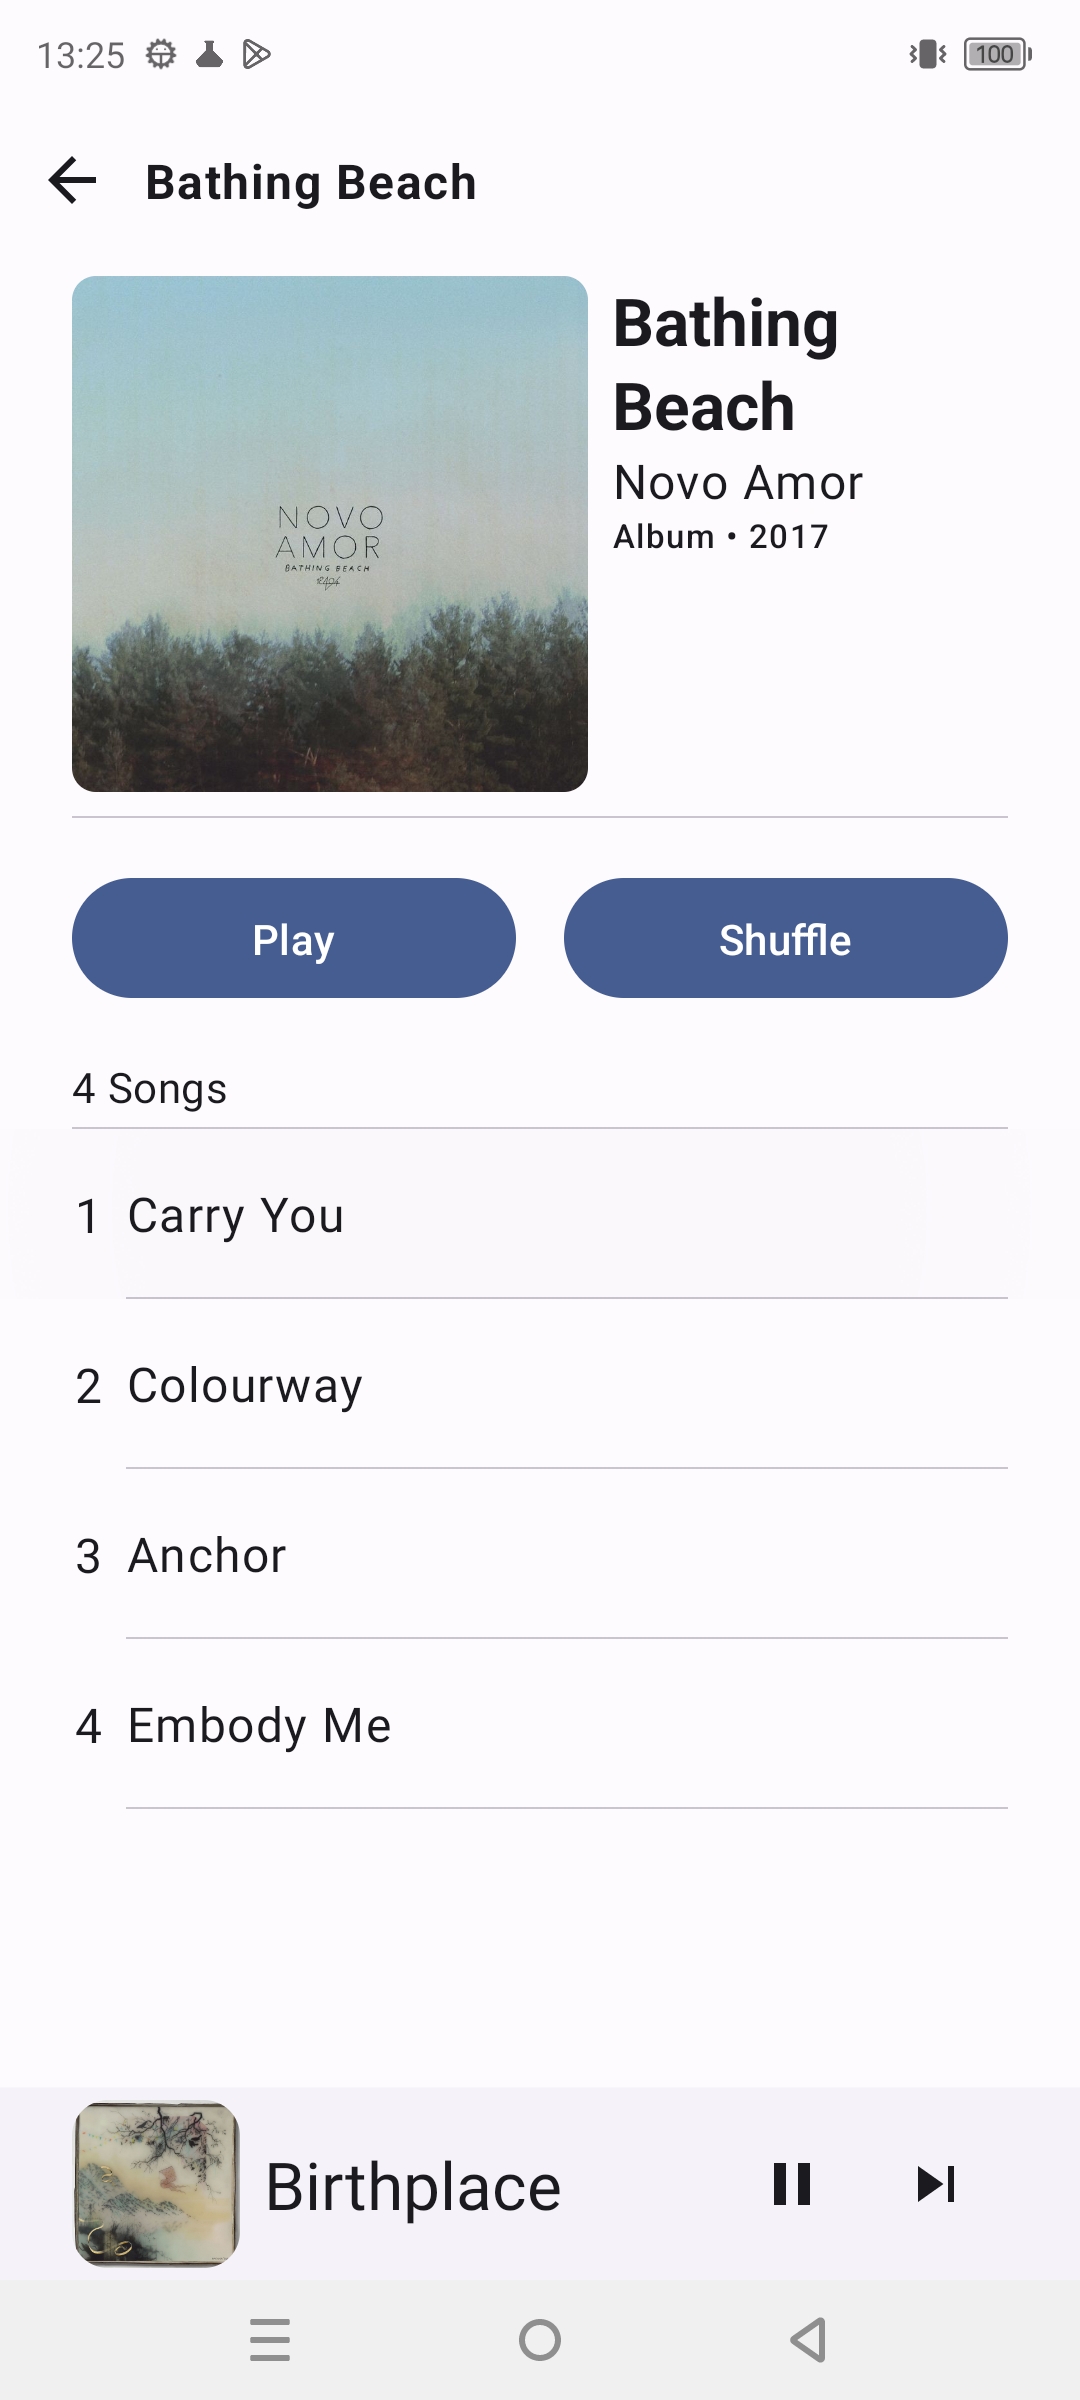 13:25
100
Bathing Beach
NOVO
AMOR
BATHING BEACH
Bathing
Beach
Novo Amor
Album • 2017
Play
Shuffle
4 Songs
1 Carry You
2 Colourway
3 Anchor
4 Embody Me
Birthplace